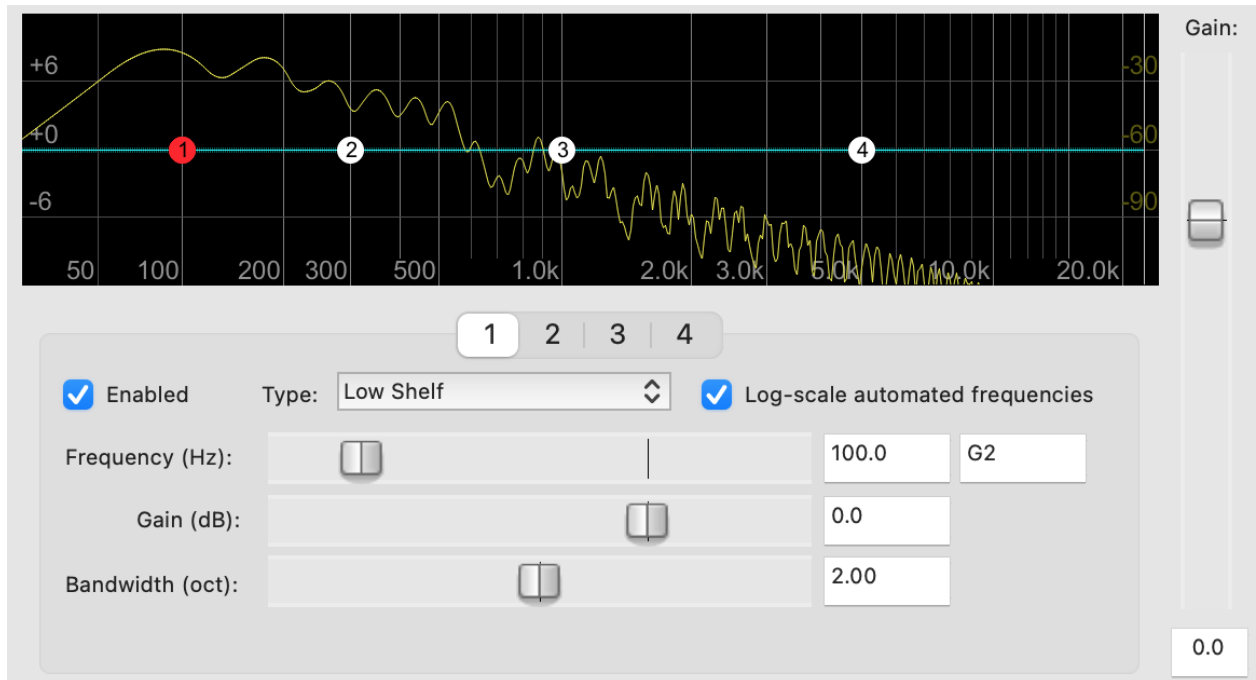 Gain:
+6 -30
+0 -60
1 2 3 4
-6 -90
50 100 200 300 500 1.0k 2.0k 3.0k 5.0k 10.0k 20.0k
1 2 3 4
Enabled Type: Low Shelf Log-scale automated frequencies
Frequency (Hz): 100.0 G2
Gain (dB): 0.0
Bandwidth (oct): 2.00
0.0